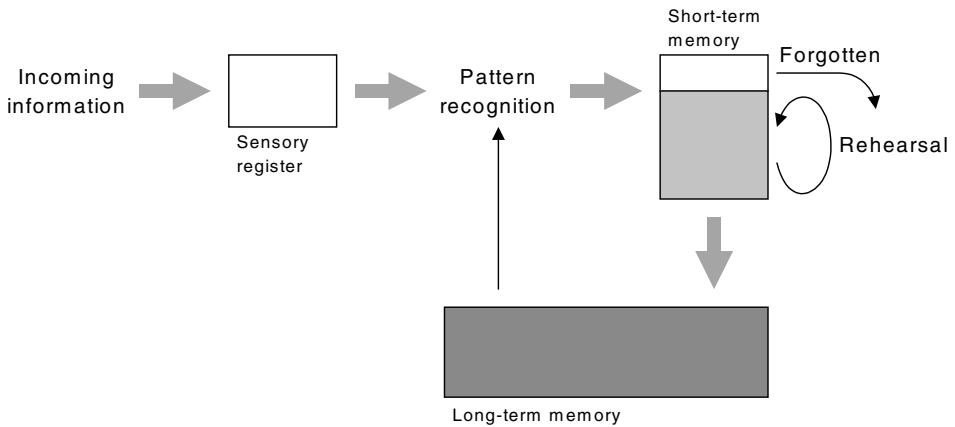 Incoming
information
Sensory
register
Pattern
recognition
Short-term
memory
Forgotten
Rehearsal
Long-term memory